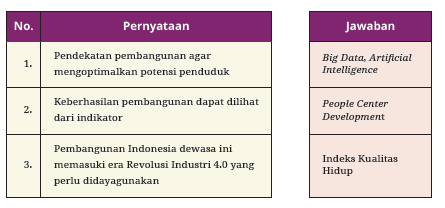 No. Pernyataan Jawaban
1. Pendekatan pembangunan agar
mengoptimalkan potensi penduduk
Big Data, Artificial
Intelligence
2. Keberhasilan pembangunan dapat dilihat
dari indikator
People Center
Development
3. Pembangunan Indonesia dewasa ini
memasuki era Revolusi Industri 4.0 yang
perlu didayagunakan
Indeks Kualitas
Hidup